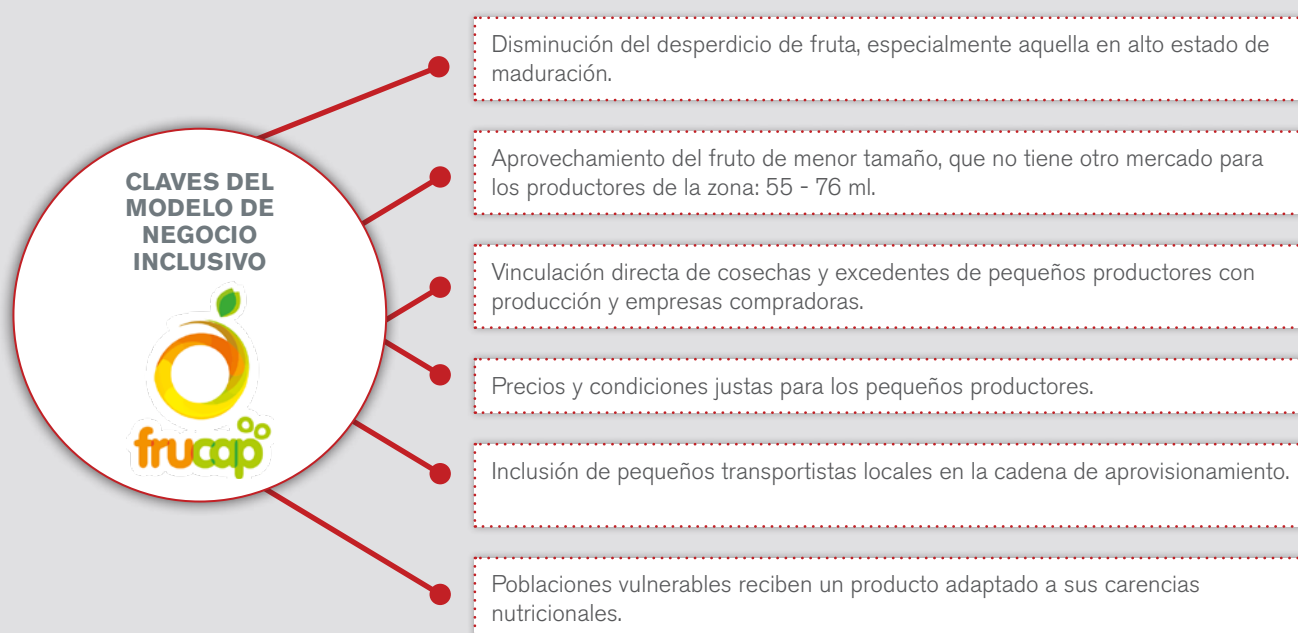 CLAVES DEL
MODELO DE
NEGOCIO
INCLUSIVO
frucap
Disminución del desperdicio de fruta, especialmente aquella en alto estado de
maduración.
Aprovechamiento del fruto de menor tamaño, que no tiene otro mercado para
los productores de la zona: 55 - 76 ml.
Vinculación directa de cosechas y excedentes de pequeños productores con
producción y empresas compradoras.
Precios y condiciones justas para los pequeños productores.
Inclusión de pequeños transportistas locales en la cadena de aprovisionamiento.
Poblaciones vulnerables reciben un producto adaptado a sus carencias
nutricionales.